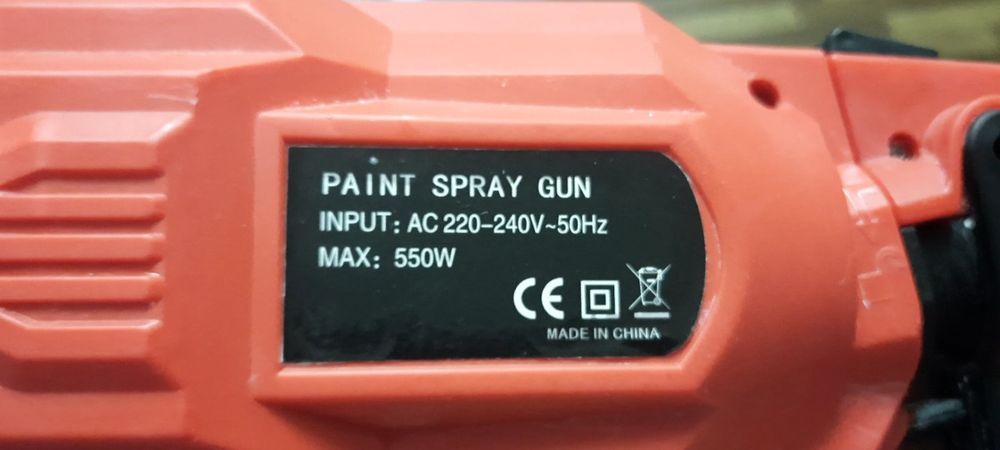 PAINT SPRAY GUN
INPUT: AC 220-240V~50Hz
MAX: 550W
CE
MADE IN CHINA